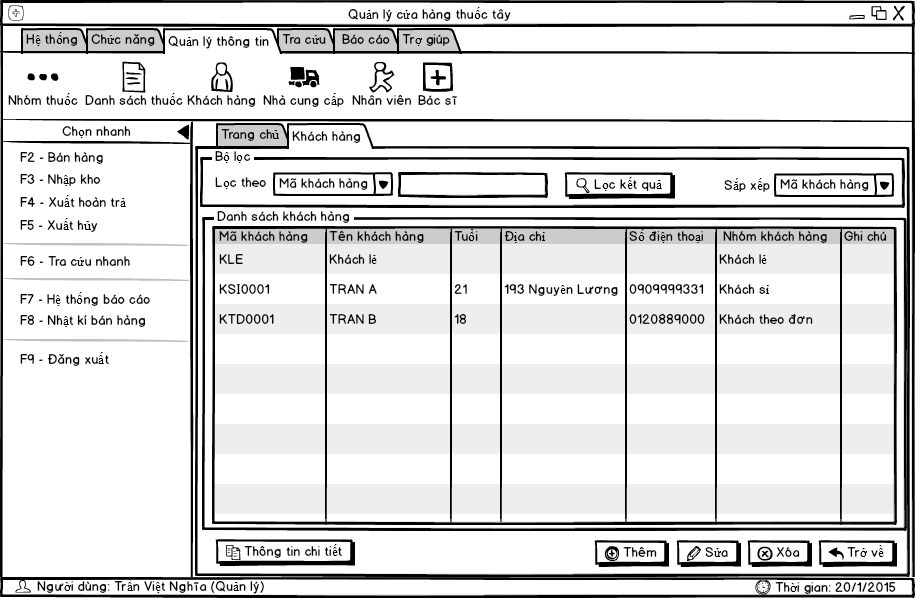 Quản lý cửa hàng thuốc tây
Hệ thống Chức năng Quản lý thông tin Tra cứu Báo cáo Trợ giúp
Nhóm thuốc Danh sách thuốc Khách hàng Nhà cung cấp Nhân viên Bác sĩ
Chọn nhanh
F2 - Bán hàng
F3 - Nhập kho
F4 - Xuất hoàn trả
F5 - Xuất hủy
F6 - Tra cứu nhanh
F7 - Hệ thống báo cáo
F8 - Nhật kí bán hàng
F9 - Đăng xuất
Trang chủ Khách hàng
Bộ lọc
Lọc theo Mã khách hàng Lọc kết quả Sắp xếp Mã khách hàng
Danh sách khách hàng
Mã khách hàng Tên khách hàng Tuổi Địa chỉ Số điện thoại Nhóm khách hàng Ghi chú
KLE Khách lẻ Khách lẻ
KSI0001 TRAN A 21 193 Nguyễn Lương 0909999331 Khách sỉ
KTD0001 TRAN B 18 0120889000 Khách theo đơn
Thông tin chi tiết Thêm Sửa Xóa Trở về
Người dùng: Trần Việt Nghĩa (Quản lý) Thời gian: 20/1/2015